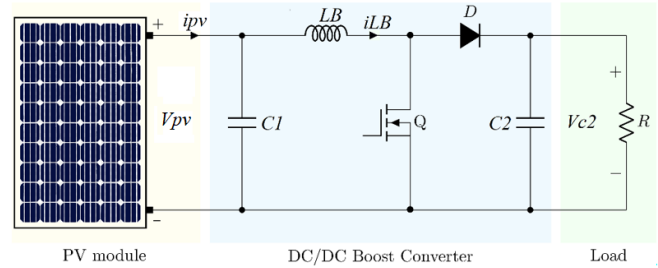 + ipv LB iLB D
Vpv C1 Q C2 Vc2 + R
− −
PV module DC/DC Boost Converter Load